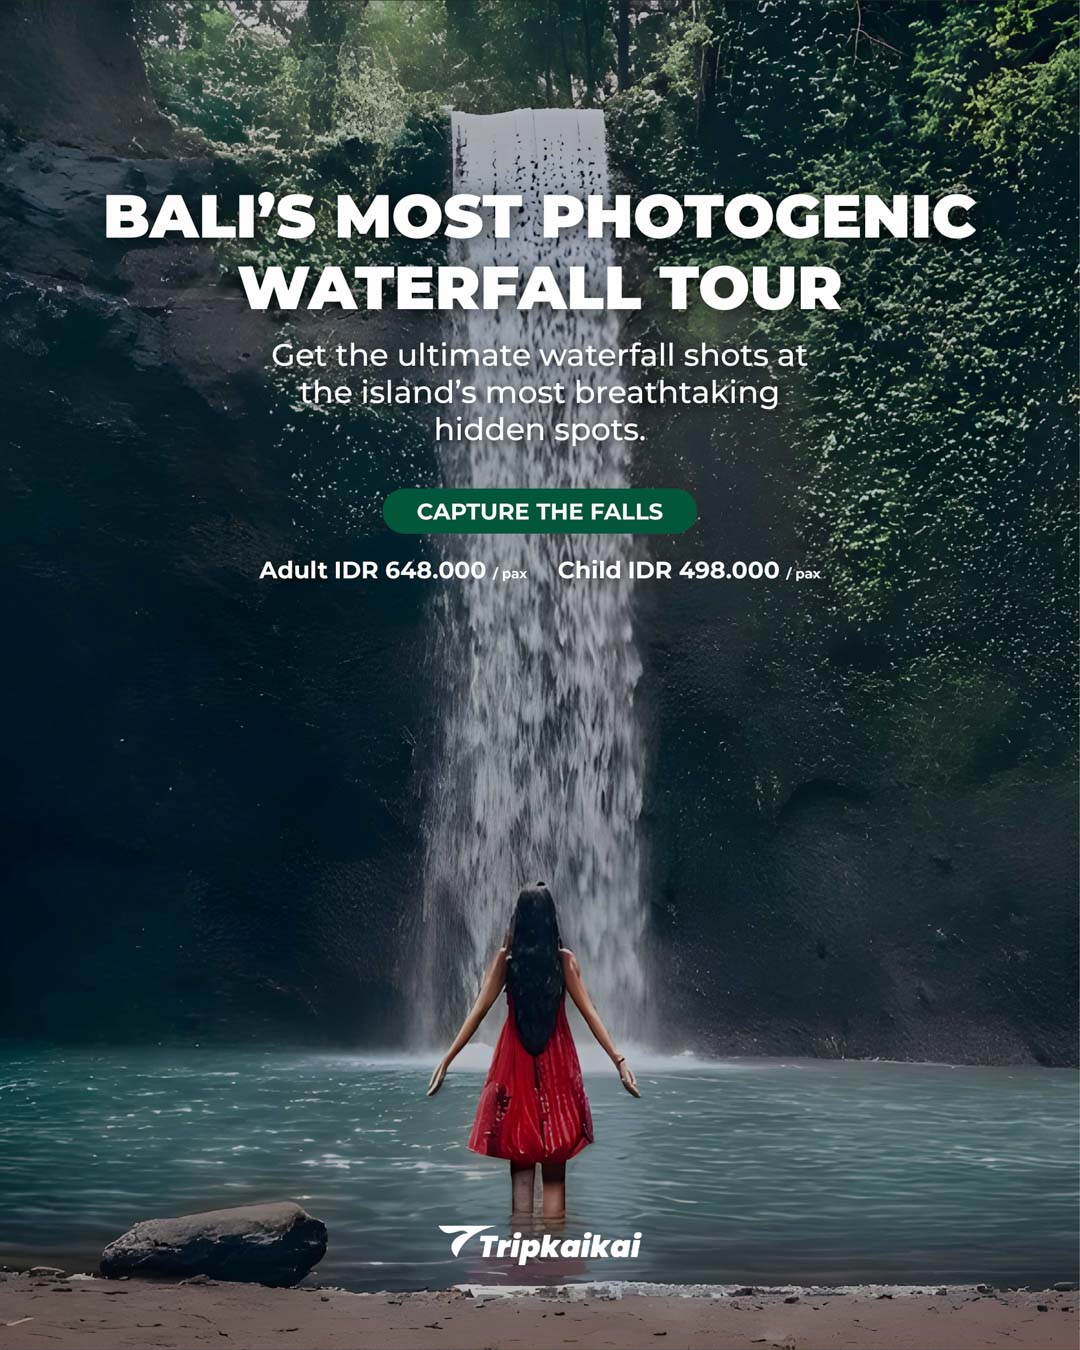 BALI’S MOST PHOTOGENIC
WATERFALL TOUR
Get the ultimate waterfall shots at
the island’s most breathtaking
hidden spots.
CAPTURE THE FALLS
Adult IDR 648.000 / pax Child IDR 498.000 / pax
Tripkaikai